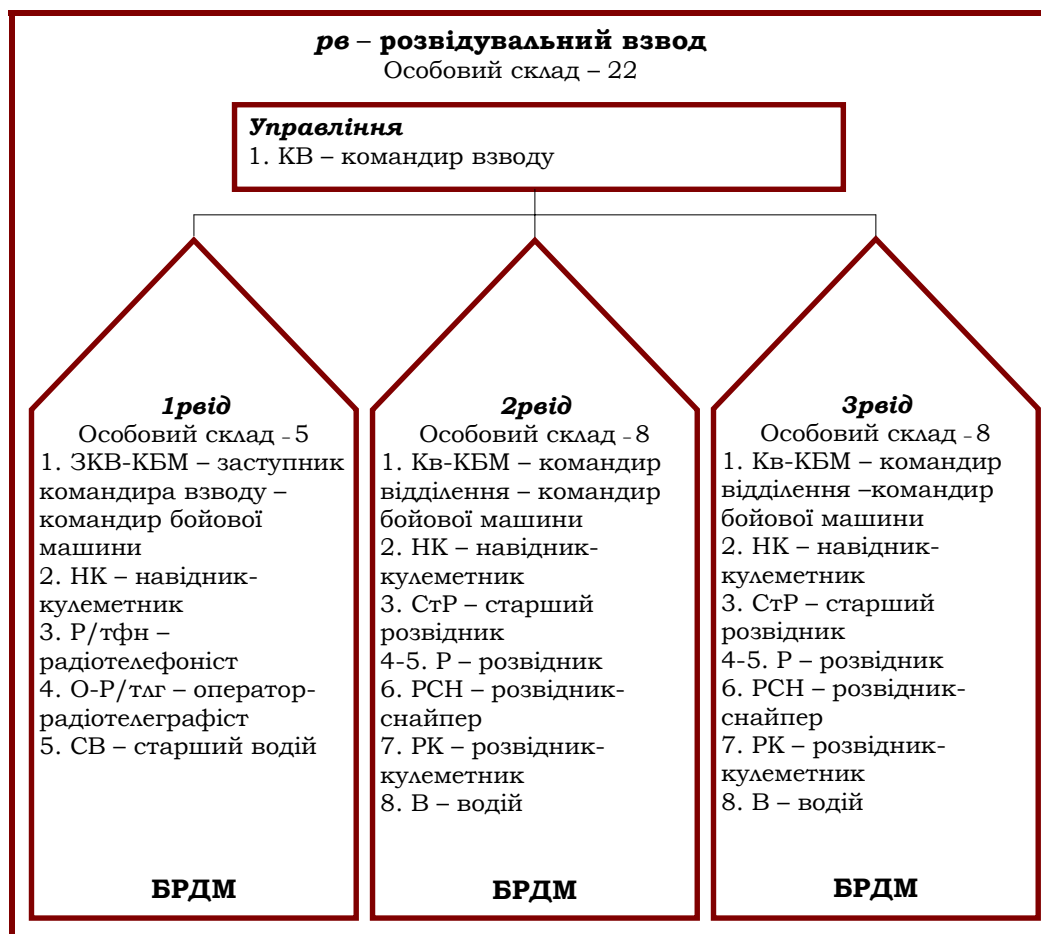 рв – розвідувальний взвод
Особовий склад – 22
Управління
1. КВ – командир взводу
1рвід
Особовий склад - 5
1. ЗКВ-КБМ – заступник
командира взводу –
командир бойової
машини
2. НК – навідник-
кулеметник
3. Р/тфн –
радіотелефоніст
4. О-Р/тлг – оператор-
радіотелеграфіст
5. СВ – старший водій
БРДМ
2рвід
Особовий склад - 8
1. Кв-КБМ – командир
відділення – командир
бойової машини
2. НК – навідник-
кулеметник
3. СтР – старший
розвідник
4-5. Р – розвідник
6. РСН – розвідник-
снайпер
7. РК – розвідник-
кулеметник
8. В – водій
БРДМ
3рвід
Особовий склад - 8
1. Кв-КБМ – командир
відділення –командир
бойової машини
2. НК – навідник-
кулеметник
3. СтР – старший
розвідник
4-5. Р – розвідник
6. РСН – розвідник-
снайпер
7. РК – розвідник-
кулеметник
8. В – водій
БРДМ